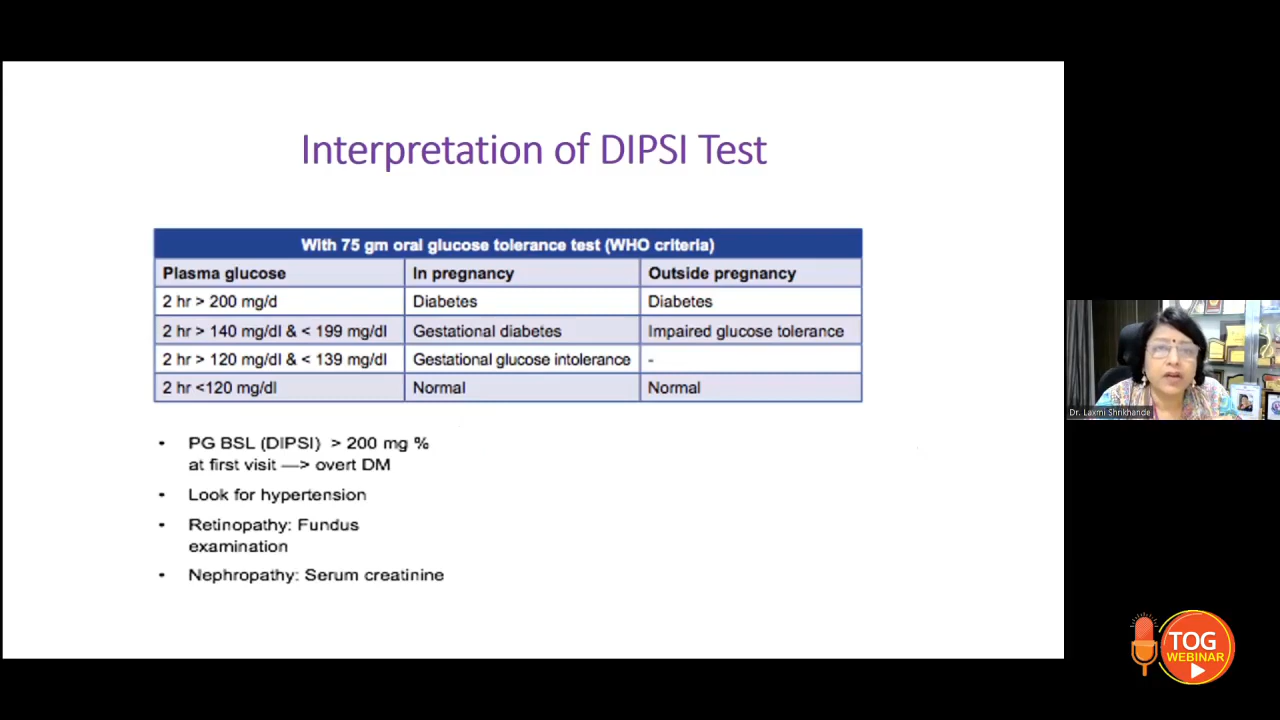 Interpretation of DIPSI Test
With 75 gm oral glucose tolerance test (WHO criteria)
Plasma glucose In pregnancy Outside pregnancy
2 hr > 200 mg/d Diabetes Diabetes
2 hr > 140 mg/dl & < 199 mg/dl Gestational diabetes Impaired glucose tolerance
2 hr > 120 mg/dl & < 139 mg/dl Gestational glucose intolerance -
2 hr <120 mg/dl Normal Normal
• PG BSL (DIPSI) > 200 mg %
at first visit —> overt DM
• Look for hypertension
• Retinopathy: Fundus
examination
• Nephropathy: Serum creatinine
Dr. Laxmi Shrikhande
TOG
WEBINAR